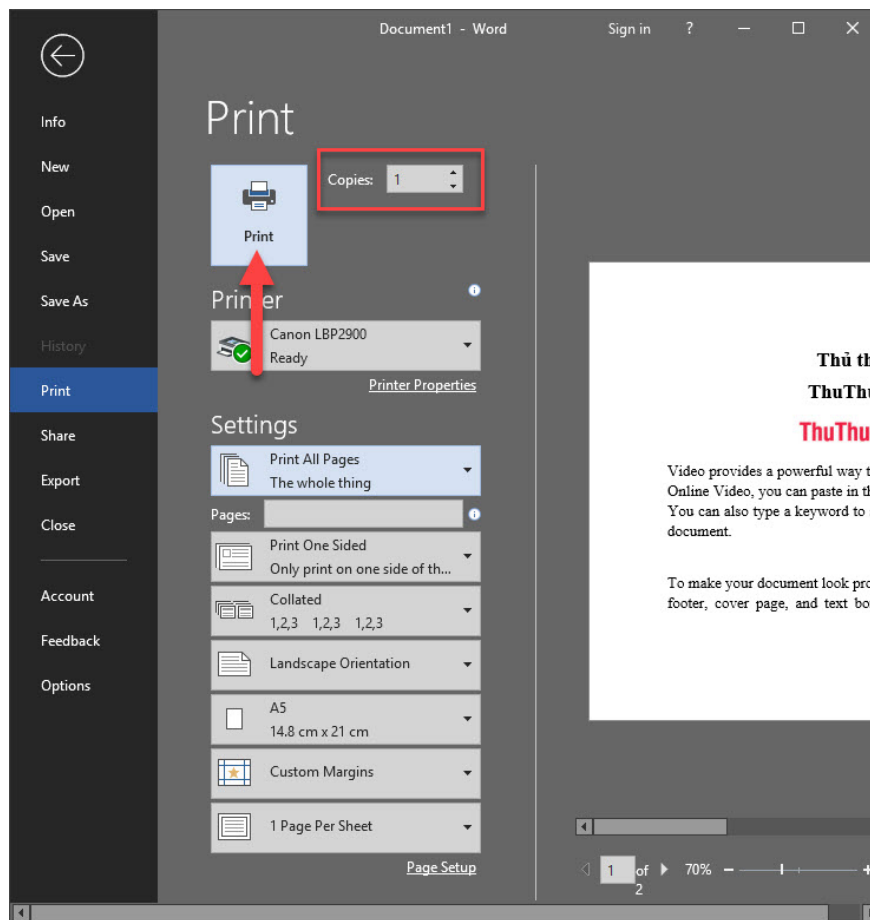 Document1 - Word
Sign in
?
Info
New
Open
Save
Save As
History
Print
Share
Export
Close
Account
Feedback
Options
Print
Copies: 1
Print
Printer
Canon LBP2900
Ready
Printer Properties
Settings
Print All Pages
The whole thing
Pages:
Print One Sided
Only print on one side of th...
Collated
1,2,3 1,2,3 1,2,3
Landscape Orientation
A5
14.8 cm x 21 cm
Custom Margins
1 Page Per Sheet
Page Setup
Thủ th
ThuThu
ThuThu
Video provides a powerful way t
Online Video, you can paste in th
You can also type a keyword to
document.
To make your document look pro
footer, cover page, and text bo
1 of 2
70%